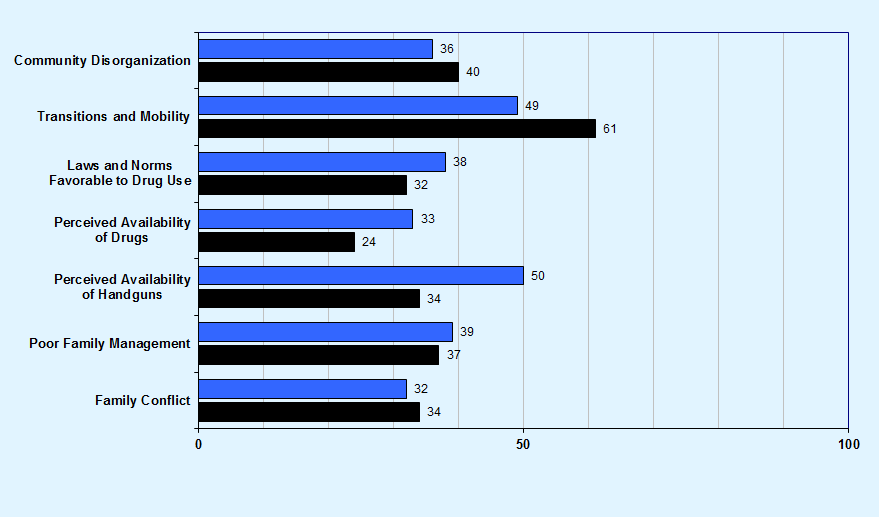 Community Disorganization
36
40
Transitions and Mobility
49
61
Laws and Norms
Favorable to Drug Use
38
32
Perceived Availability
of Drugs
33
24
Perceived Availability
of Handguns
50
34
Poor Family Management
39
37
Family Conflict
32
34
0 50 100